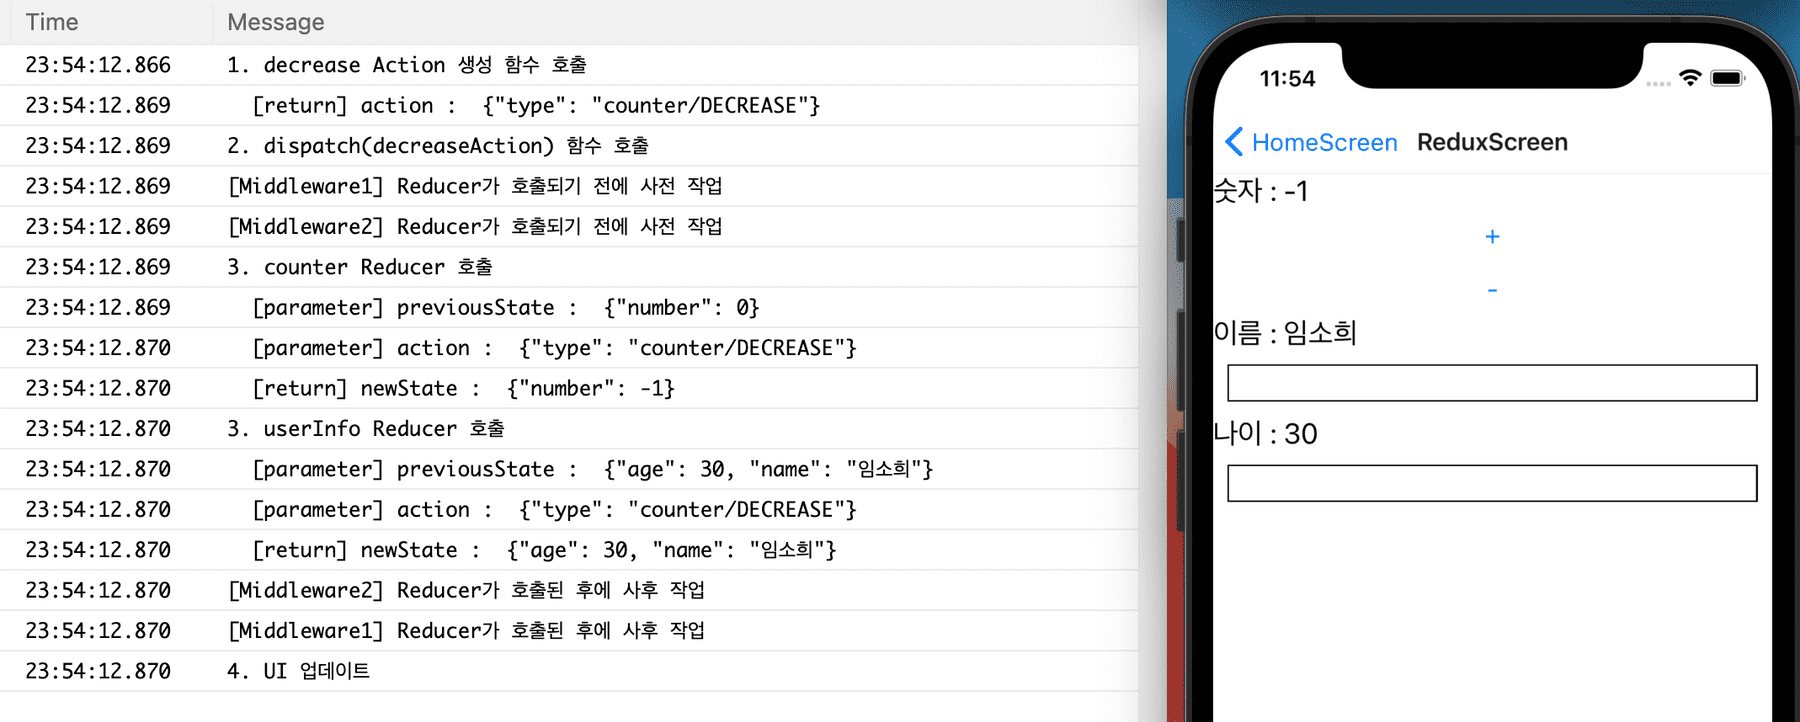 Time Message
23:54:12.866 1. decrease Action 생성 함수 호출
23:54:12.869 [return] action : {"type": "counter/DECREASE"}
23:54:12.869 2. dispatch(decreaseAction) 함수 호출
23:54:12.869 [Middleware1] Reducer가 호출되기 전에 사전 작업
23:54:12.869 [Middleware2] Reducer가 호출되기 전에 사전 작업
23:54:12.869 3. counter Reducer 호출
23:54:12.869 [parameter] previousState : {"number": 0}
23:54:12.870 [parameter] action : {"type": "counter/DECREASE"}
23:54:12.870 [return] newState : {"number": -1}
23:54:12.870 3. userInfo Reducer 호출
23:54:12.870 [parameter] previousState : {"age": 30, "name": "임소희"}
23:54:12.870 [parameter] action : {"type": "counter/DECREASE"}
23:54:12.870 [return] newState : {"age": 30, "name": "임소희"}
23:54:12.870 [Middleware2] Reducer가 호출된 후에 사후 작업
23:54:12.870 [Middleware1] Reducer가 호출된 후에 사후 작업
23:54:12.870 4. UI 업데이트
11:54
HomeScreen ReduxScreen
숫자 : -1
+
-
이름 : 임소희
나이 : 30